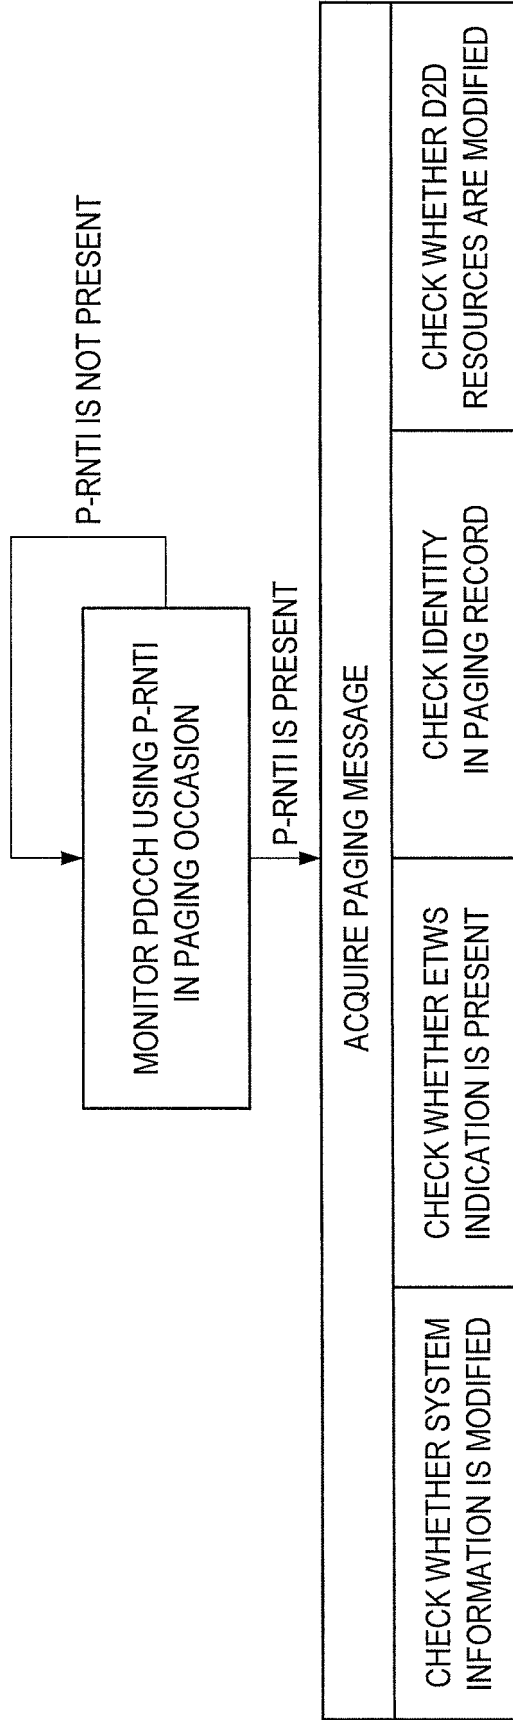 P-RNTI IS NOT PRESENT
MONITOR PDCCH USING P-RNTI
IN PAGING OCCASION
P-RNTI IS PRESENT
ACQUIRE PAGING MESSAGE
CHECK WHETHER SYSTEM
INFORMATION IS MODIFIED
CHECK WHETHER ETWS
INDICATION IS PRESENT
CHECK IDENTITY
IN PAGING RECORD
CHECK WHETHER D2D
RESOURCES ARE MODIFIED